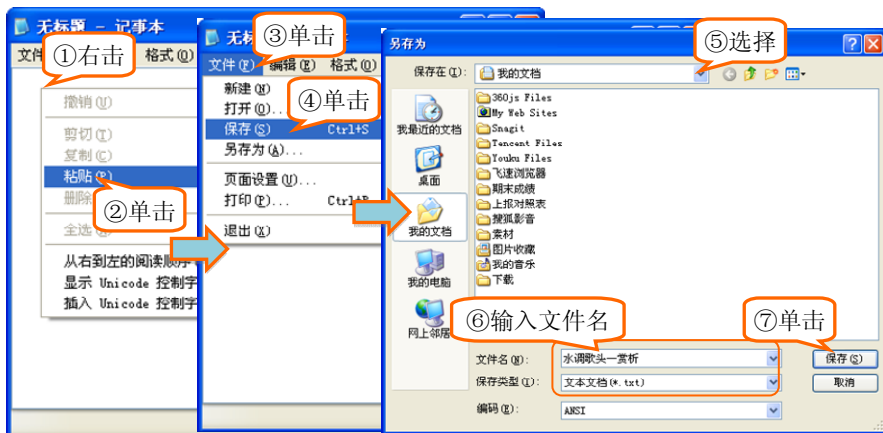 无标题 - 记事本
①右击
格式(O)
撤销(U)
剪切(T)
复制(C)
粘贴(P)
删除
②单击
全选
从右到左的阅读顺序
显示 Unicode 控制字
插入 Unicode 控制字
③单击
文件(F) 编辑(E) 格式(O)
新建(N)
打开(O)...
④单击
保存(S) Ctrl+S
另存为(A)...
页面设置(U)...
打印(P)... Ctrl+P
退出(X)
另存为
⑤选择
保存在(I): 我的文档
我最近的文档
桌面
我的文档
我的电脑
网上邻居
360js Files
My Web Sites
Snagit
Tencent Files
Youku Files
飞速浏览器
期末成绩
上报对照表
搜狐影音
素材
图片收藏
我的音乐
下载
⑥输入文件名
⑦单击
文件名(N): 水调歌头—赏析 保存(S)
保存类型(T): 文本文档(*.txt) 取消
编码(E): ANSI